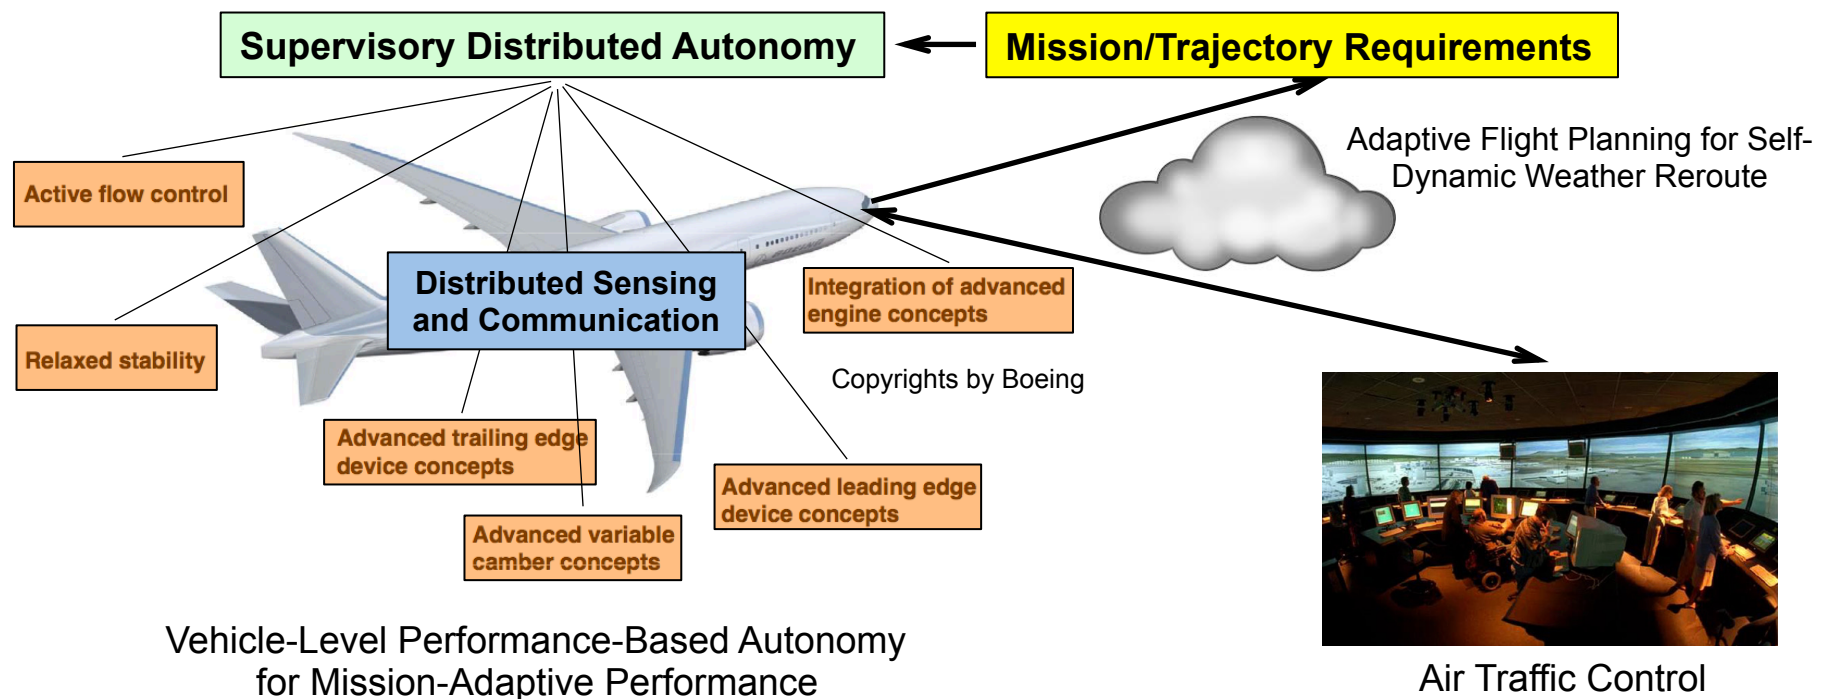 Supervisory Distributed Autonomy
Mission/Trajectory Requirements
Adaptive Flight Planning for Self-
Dynamic Weather Reroute
Active flow control
Distributed Sensing
and Communication
Integration of advanced
engine concepts
Relaxed stability
Copyrights by Boeing
Advanced trailing edge
device concepts
Advanced leading edge
device concepts
Advanced variable
camber concepts
Vehicle-Level Performance-Based Autonomy
for Mission-Adaptive Performance
Air Traffic Control